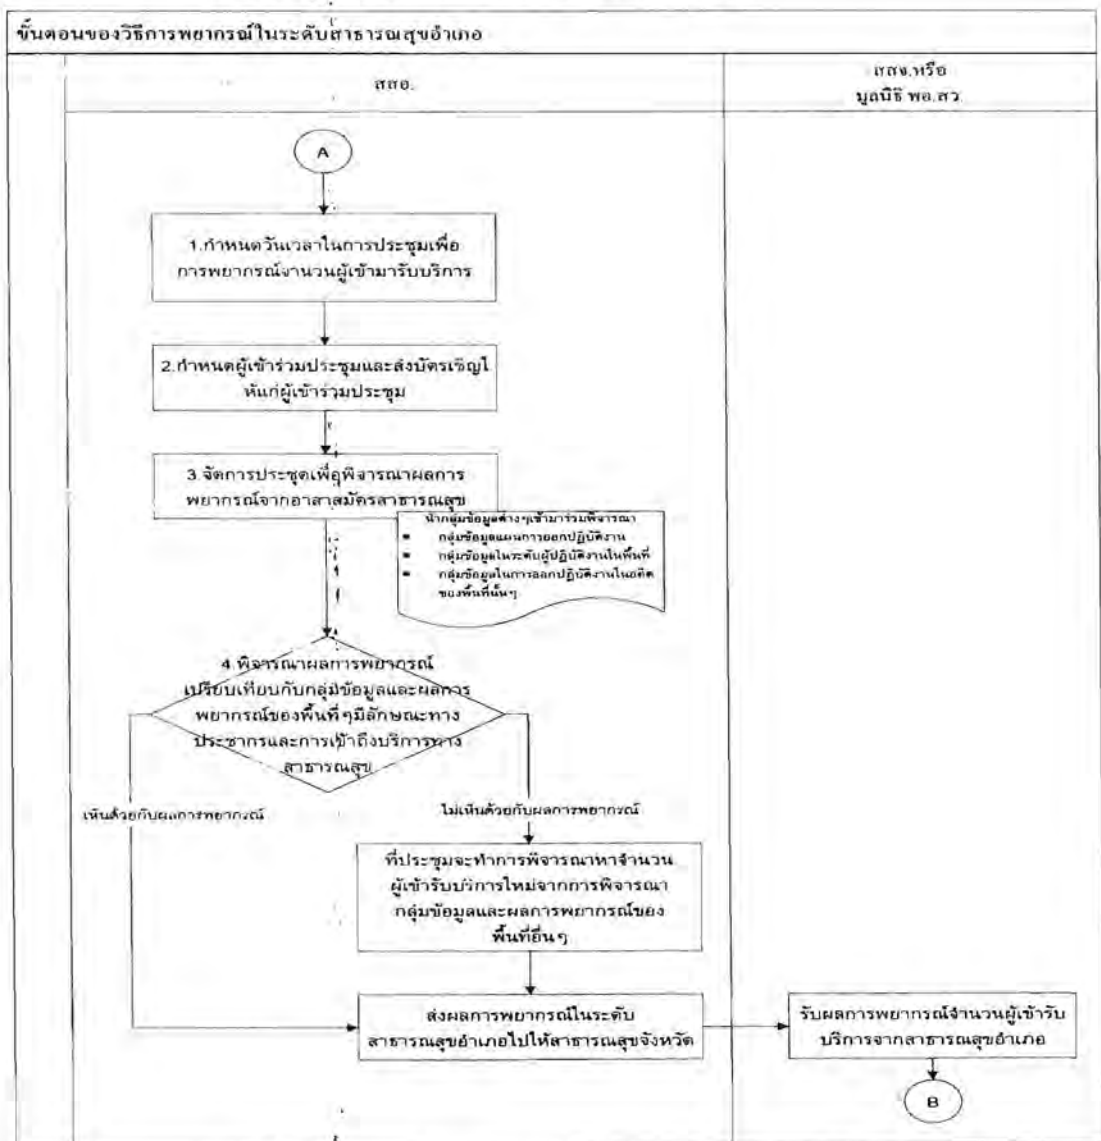 ขั้นตอนของวิธีการพยากรณ์ในระดับสาธารณสุขอำเภอ
สสอ.
สสจ.หรือ
มูลนิธิ พอ.สว
A
1.กำหนดวันเวลาในการประชุมเพื่อ
การพยากรณ์จำนวนผู้เข้ามารับบริการ
2.กำหนดผู้เข้าร่วมประชุมและส่งบัตรเชิญใ
ห้แก่ผู้เข้าร่วมประชุม
3.จัดการประชุดเพื่อพิจารณาผลการ
พยากรณ์จากอาสาสมัครสาธารณสุข
นำกลุ่มข้อมูลต่างๆเข้ามาร่วมพิจารณา
กลุ่มข้อมูลแผนการออกปฏิบัติงาน
กลุ่มข้อมูลในระดับผู้ปฏิบัติงานในพื้นที่
กลุ่มข้อมูลในการออกปฏิบัติงานในอดีต
ของพื้นที่นั้นๆ
4.พิจารณาผลการพยากรณ์
เปรียบเทียบกับกลุ่มข้อมูลและผลการ
พยากรณ์ของพื้นที่ๆมีลักษณะทาง
ประชากรและการเข้าถึงบริการทาง
สาธารณสุข
เห็นด้วยกับผลการพยากรณ์
ไม่เห็นด้วยกับผลการพยากรณ์
ที่ประชุมจะทำการพิจารณาหาจำนวน
ผู้เข้ารับบริการใหม่จากการพิจารณา
กลุ่มข้อมูลและผลการพยากรณ์ของ
พื้นที่อื่นๆ
ส่งผลการพยากรณ์ในระดับ
สาธารณสุขอำเภอไปให้สาธารณสุขจังหวัด
รับผลการพยากรณ์จำนวนผู้เข้ารับ
บริการจากสาธารณสุขอำเภอ
B